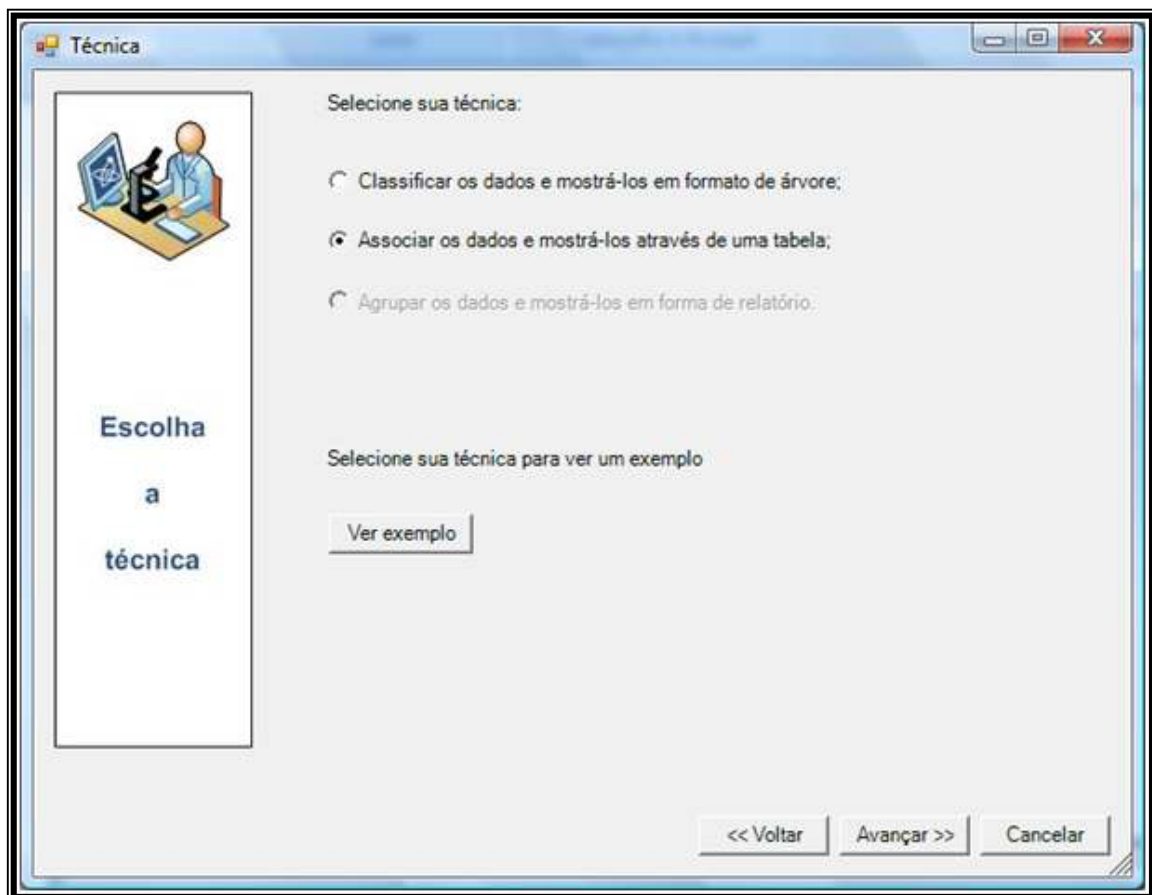 Técnica
Selecione sua técnica:
Classificar os dados e mostrá-los em formato de árvore;
Associar os dados e mostrá-los através de uma tabela;
Agrupar os dados e mostrá-los em forma de relatório.
Escolha
a
técnica
Selecione sua técnica para ver um exemplo
Ver exemplo
<< Voltar
Avançar >>
Cancelar